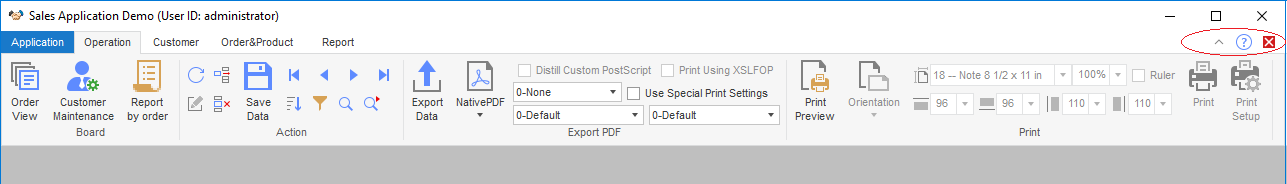 Sales Application Demo (User ID: administrator)
Application Operation Customer Order&Product Report
?
Order View
Customer Maintenance
Report by order
Board
Save Data
Action
Export Data
NativePDF
Distill Custom PostScript Print Using XSLFOP
0-None Use Special Print Settings
0-Default 0-Default
Export PDF
Print Preview
Orientation
18 -- Note 8 1/2 x 11 in 100% Ruler
96 96 110 110
Print
Print Setup
Print